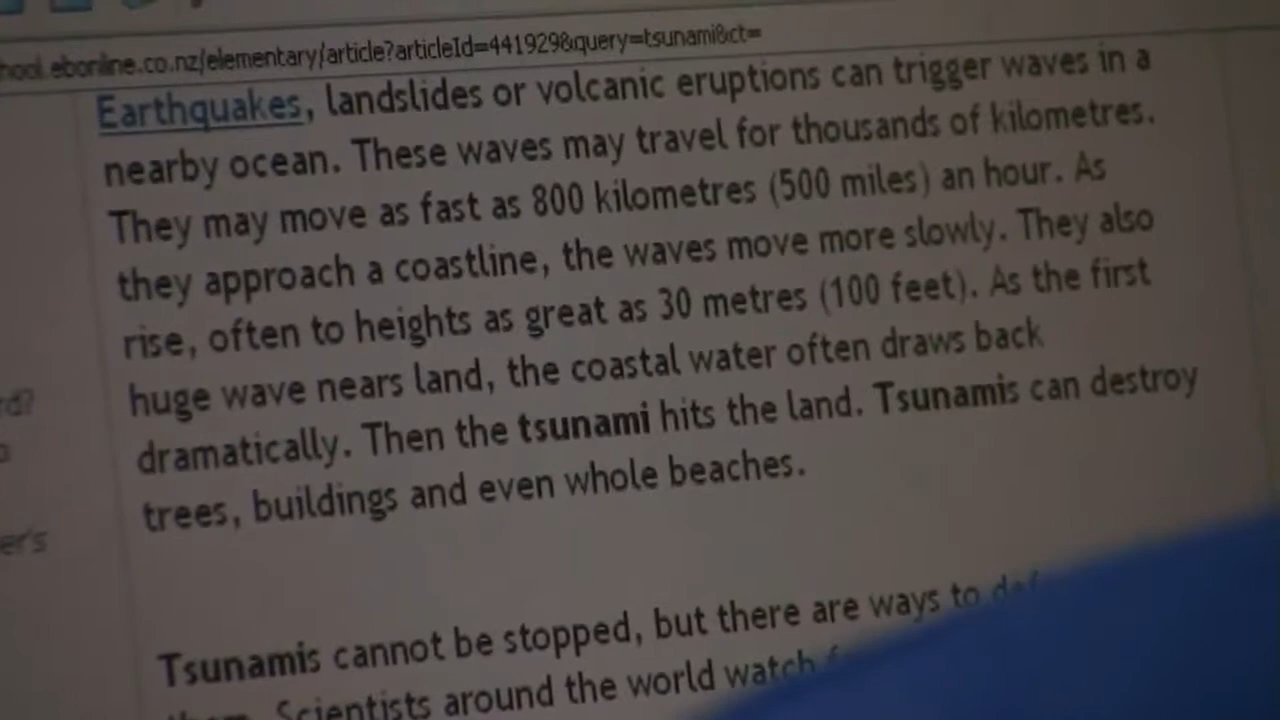 hool.ebonline.co.nz/elementary/article?articleId=441929&query=tsunami&ct=
Earthquakes, landslides or volcanic eruptions can trigger waves in a
nearby ocean. These waves may travel for thousands of kilometres.
They may move as fast as 800 kilometres (500 miles) an hour. As
they approach a coastline, the waves move more slowly. They also
rise, often to heights as great as 30 metres (100 feet). As the first
huge wave nears land, the coastal water often draws back
dramatically. Then the tsunami hits the land. Tsunamis can destroy
trees, buildings and even whole beaches.
Tsunamis cannot be stopped, but there are ways to
Scientists around the world watch